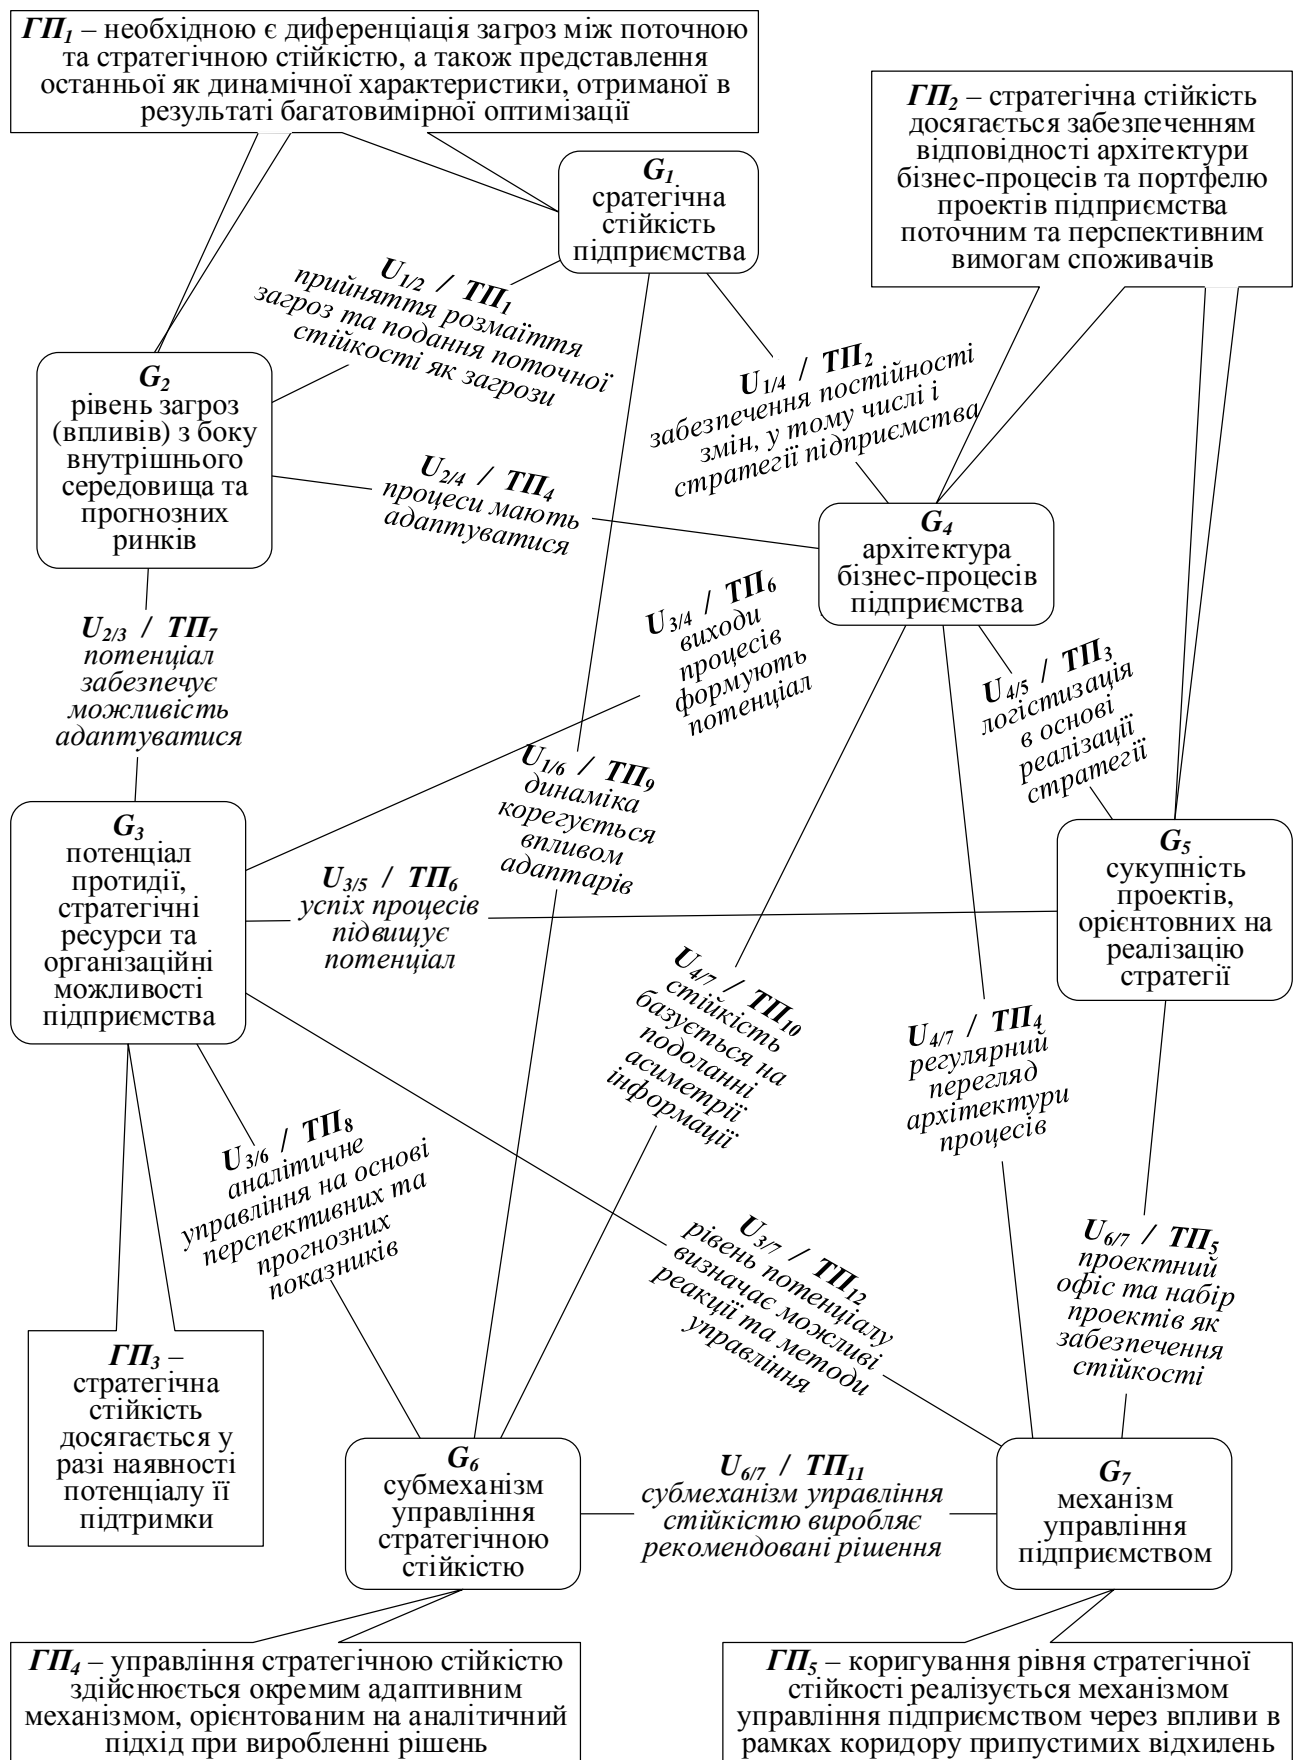 ГП1 – необхідною є диференціація загроз між поточною
та стратегічною стійкістю, а також представлення
останньої як динамічної характеристики, отриманої в
результаті багатовимірної оптимізації
ГП2 – стратегічна стійкість
досягається забезпеченням
відповідності архітектури
бізнес-процесів та портфелю
проектів підприємства
поточним та перспективним
вимогам споживачів
G1
сратегічна
стійкість
підприємства
U1/2 / ТП1
прийняття розмаїття
загроз та подання поточної
стійкості як загрози
G2
рівень загроз
(впливів) з боку
внутрішнього
середовища та
прогнозних
ринків
U1/4 / ТП2
забезпечення постійності
змін, у тому числі і
стратегії підприємства
U2/4 / ТП4
процеси мають
адаптуватися
G4
архітектура
бізнес-процесів
підприємства
U2/3 / ТП7
потенціал
забезпечує
можливість
адаптуватися
U3/4 / ТП6
виходи
процесів
формують
потенціал
U4/5 / ТП3
логістизація
в основі
реалізації
стратегії
U1/6 / ТП9
динаміка
корегується
впливом
адаптарів
G3
потенціал
протидії,
стратегічні
ресурси та
організаційні
можливості
підприємства
U3/5 / ТП6
успіх процесів
підвищує
потенціал
G5
сукупність
проектів,
орієнтовних на
реалізацію
стратегії
U4/7 / ТП10
стійкість
базується на
подоланні
асиметрії
інформації
U4/7 / ТП4
регулярний
перегляд
архітектури
процесів
U3/6 / ТП8
аналітичне
управління на основі
перспективних та
прогнозних
показників
U3/7 / ТП12
рівень потенціалу
визначає можливі
реакції та методи
управління
U6/7 / ТП5
проектний
офіс та набір
проектів як
забезпечення
стійкості
ГП3 –
стратегічна
стійкість
досягається у
разі наявності
потенціалу її
підтримки
G6
субмеханізм
управління
стратегічною
стійкістю
U6/7 / ТП11
субмеханізм управління
стійкістю виробляє
рекомендовані рішення
G7
механізм
управління
підприємством
ГП4 – управління стратегічною стійкістю
здійснюється окремим адаптивним
механізмом, орієнтованим на аналітичний
підхід при виробленні рішень
ГП5 – коригування рівня стратегічної
стійкості реалізується механізмом
управління підприємством через впливи в
рамках коридору припустимих відхилень